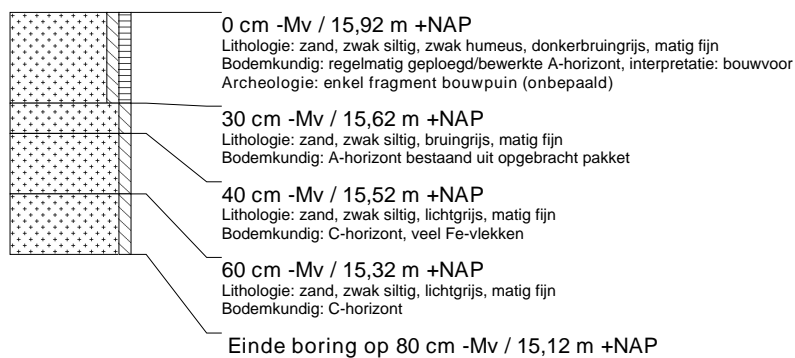 0 cm -Mv / 15,92 m +NAP
Lithologie: zand, zwak siltig, zwak humeus, donkerbruingrijs, matig fijn
Bodemkundig: regelmatig geploegd/bewerkte A-horizont, interpretatie: bouwvoor
Archeologie: enkel fragment bouwpuin (onbepaald)
30 cm -Mv / 15,62 m +NAP
Lithologie: zand, zwak siltig, bruingrijs, matig fijn
Bodemkundig: A-horizont bestaand uit opgebracht pakket
40 cm -Mv / 15,52 m +NAP
Lithologie: zand, zwak siltig, lichtgrijs, matig fijn
Bodemkundig: C-horizont, veel Fe-vlekken
60 cm -Mv / 15,32 m +NAP
Lithologie: zand, zwak siltig, lichtgrijs, matig fijn
Bodemkundig: C-horizont
Einde boring op 80 cm -Mv / 15,12 m +NAP